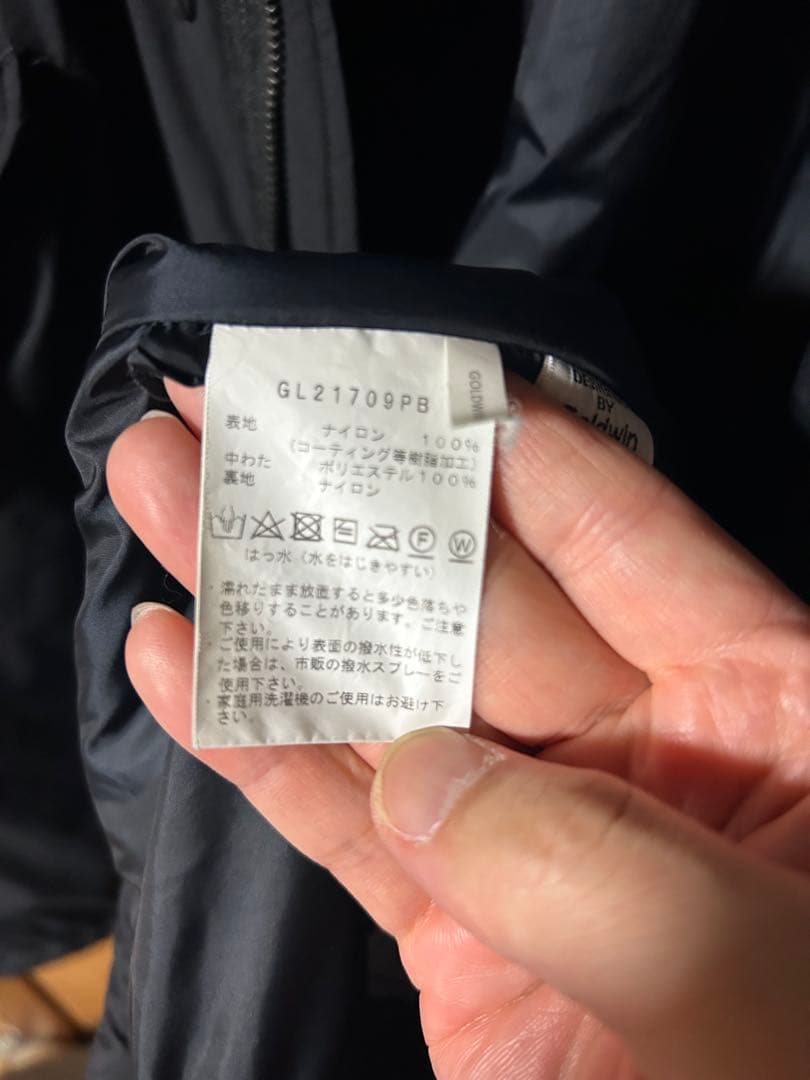 GL21709PB
表地 ナイロン 100%
(コーティング等樹脂加工)
中わた ポリエステル100%
裏地 ナイロン
F
W
はっ水(水をはじきやすい)
・濡れたまま放置すると多少色落ちや
色移りすることがあります。ご注意
下さい。
・ご使用により表面の撥水性が低下し
た場合は、市販の撥水スプレーをご
使用下さい。
・家庭用洗濯機のご使用はお避け下
さい。
BY
Goldwin